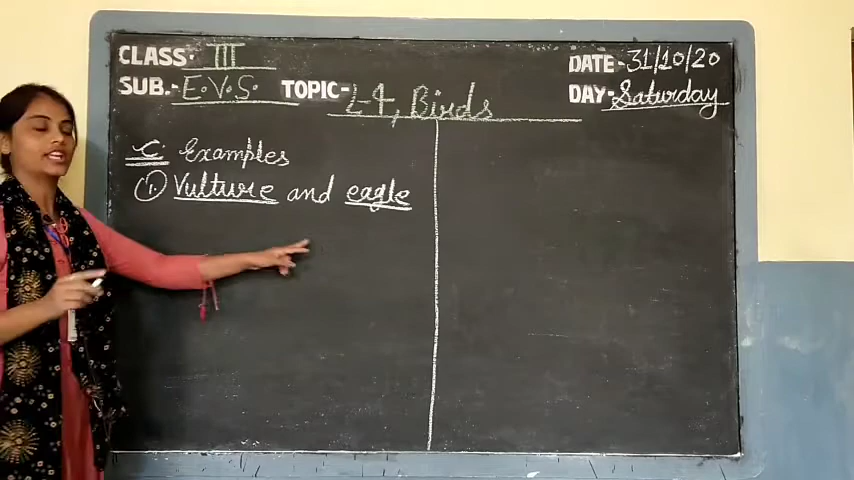 CLASS- III
SUB.- E.V.S. TOPIC- L-4, Birds
DATE- 31/10/20
DAY- Saturday
C. Examples
① Vulture and eagle